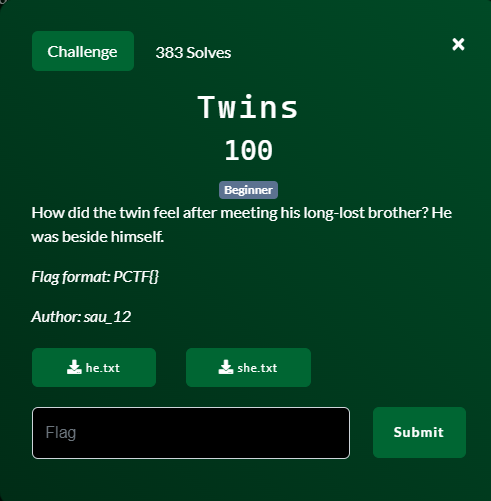 Challenge 383 Solves ×
Twins
100
Beginner
How did the twin feel after meeting his long-lost brother? He
was beside himself.
Flag format: PCTF{}
Author: sau_12
he.txt she.txt
Flag Submit